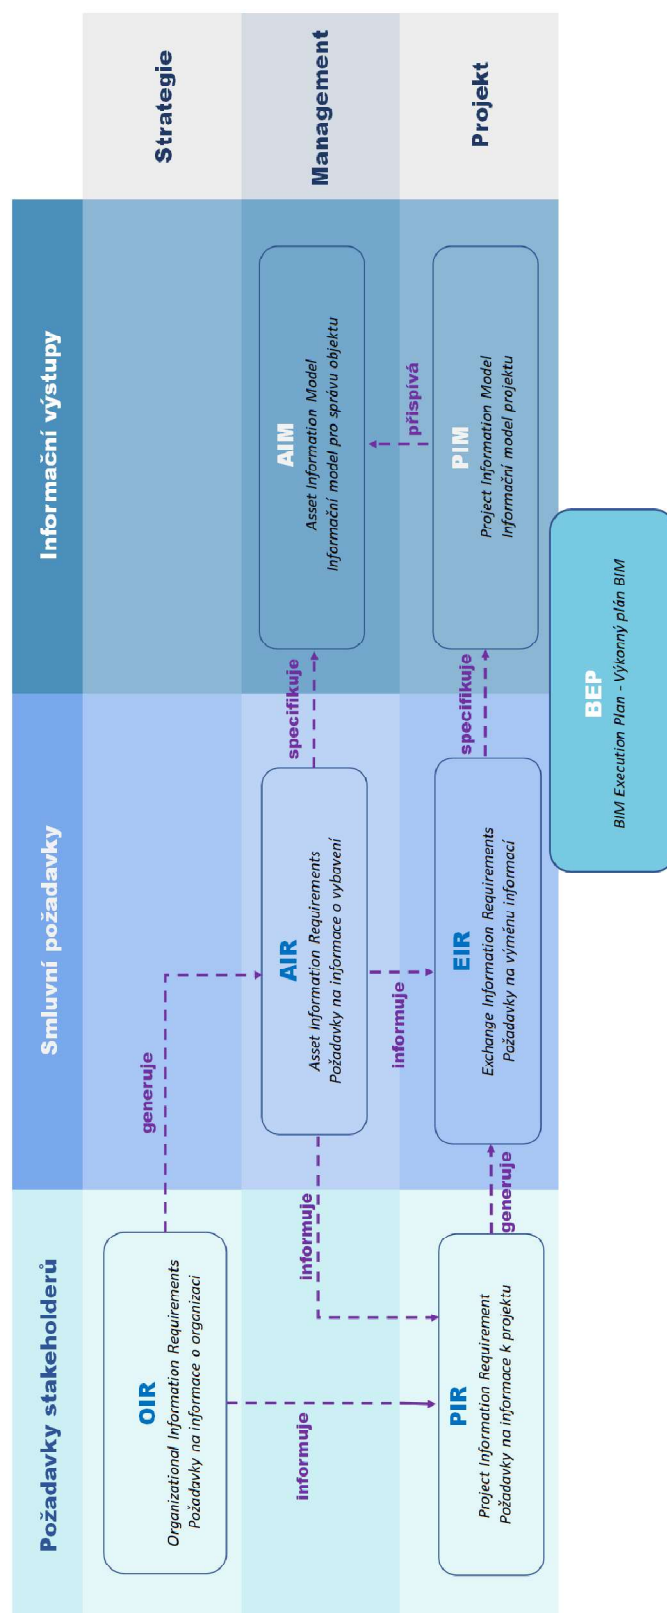 Požadavky stakeholderů
Smluvní požadavky
Informační výstupy
Strategie
Management
Projekt
OIR
Organizational Information Requirements
Požadavky na informace o organizaci
generuje
informuje
AIR
Asset Information Requirements
Požadavky na informace o vybavení
specifikuje
AIM
Asset Information Model
Informační model pro správu objektu
informuje
informuje
přispívá
PIR
Project Information Requirement
Požadavky na informace k projektu
generuje
EIR
Exchange Information Requirements
Požadavky na výměnu informací
specifikuje
PIM
Project Information Model
Informační model projektu
BEP
BIM Execution Plan – Výkonný plán BIM